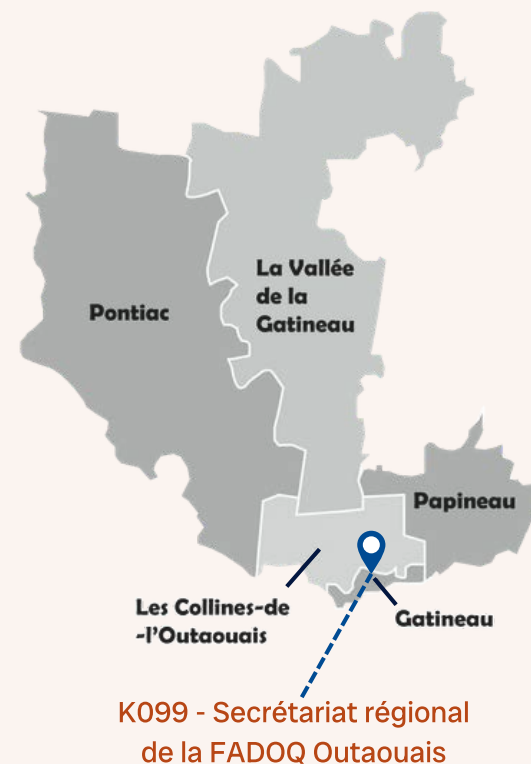 La Vallée
de la
Gatineau
Pontiac
Papineau
Les Collines-de
-l'Outaouais
Gatineau
K099 - Secrétariat régional
de la FADOQ Outaouais